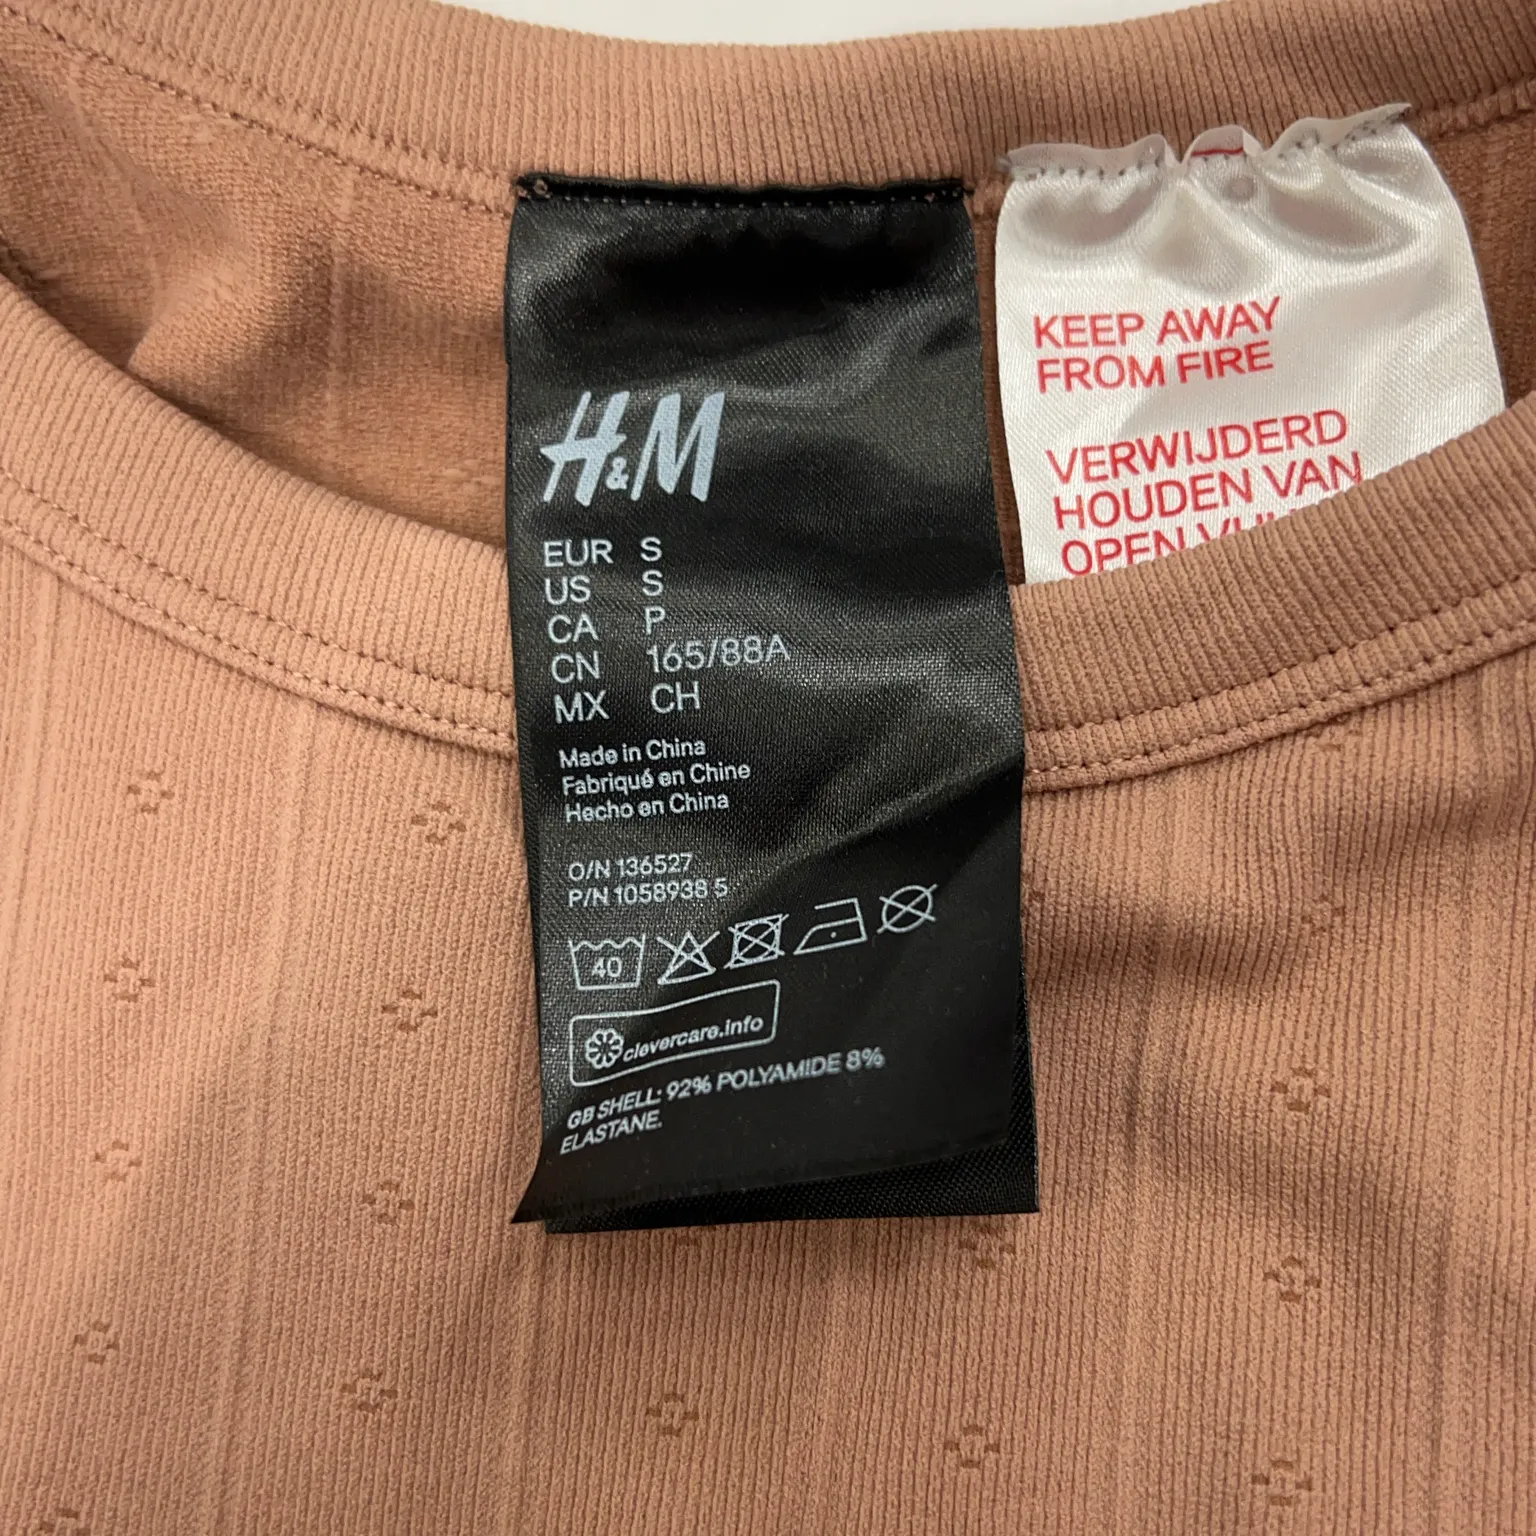 H&M
EUR S
US S
CA P
CN 165/88A
MX CH
Made in China
Fabriqué en Chine
Hecho en China
O/N 136527
P/N 1058938 5
40
clevercare.info
GB SHELL: 92% POLYAMIDE 8%
ELASTANE.
KEEP AWAY
FROM FIRE
VERWIJDERD
HOUDEN VAN
OPEN